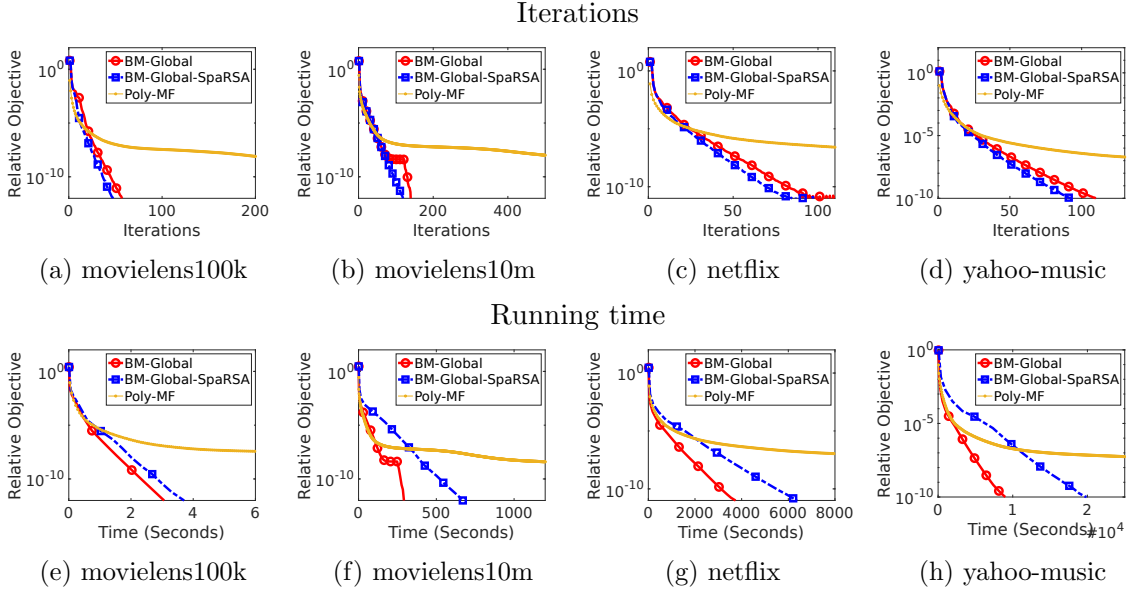 Iterations
Relative Objective
10^0
10^-10
BM-Global
BM-Global-SpaRSA
Poly-MF
0 100 200
Iterations
(a) movielens100k
Relative Objective
10^0
10^-10
BM-Global
BM-Global-SpaRSA
Poly-MF
0 200 400
Iterations
(b) movielens10m
Relative Objective
10^0
10^-10
BM-Global
BM-Global-SpaRSA
Poly-MF
0 50 100
Iterations
(c) netflix
Relative Objective
10^0
10^-5
10^-10
BM-Global
BM-Global-SpaRSA
Poly-MF
0 50 100
Iterations
(d) yahoo-music
Running time
Relative Objective
10^0
10^-10
BM-Global
BM-Global-SpaRSA
Poly-MF
0 2 4 6
Time (Seconds)
(e) movielens100k
Relative Objective
10^0
10^-10
BM-Global
BM-Global-SpaRSA
Poly-MF
0 500 1000
Time (Seconds)
(f) movielens10m
Relative Objective
10^0
10^-10
BM-Global
BM-Global-SpaRSA
Poly-MF
0 2000 4000 6000 8000
Time (Seconds)
(g) netflix
Relative Objective
10^0
10^-5
10^-10
BM-Global
BM-Global-SpaRSA
Poly-MF
0 1 2
Time (Seconds) #10^4
(h) yahoo-music